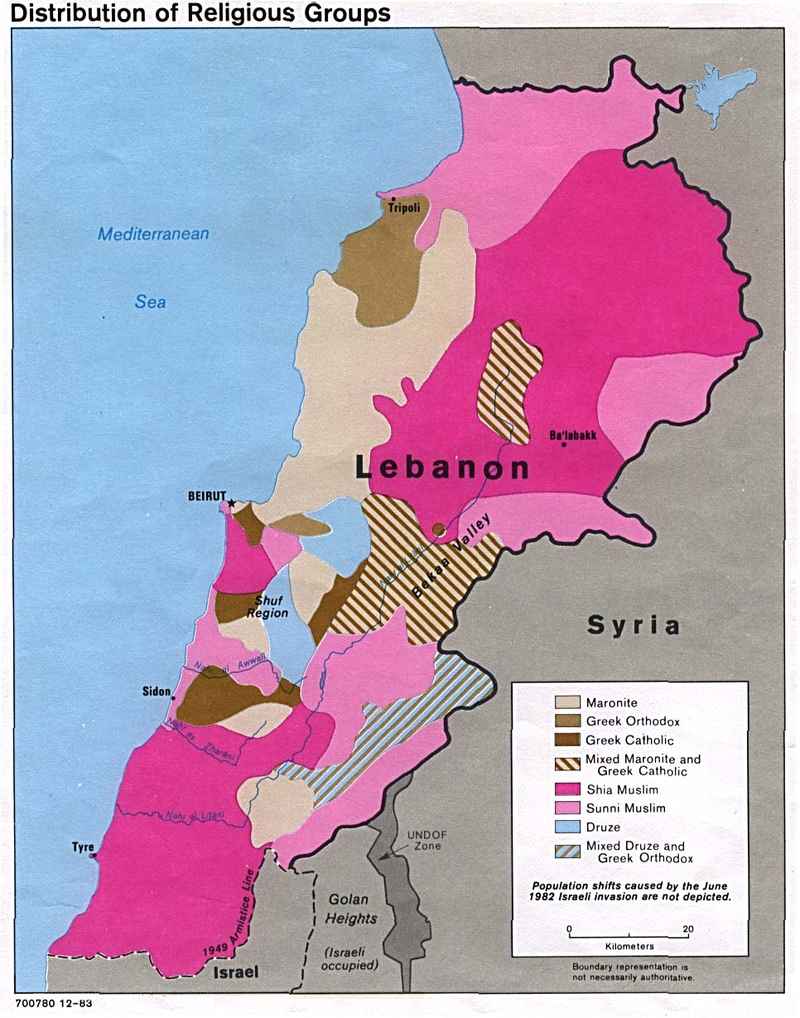 Distribution of Religious Groups
Tripoli
Mediterranean
Sea
Ba'labakk
Lebanon
BEIRUT
Bekaa Valley
Shuf
Region
Syria
Awwali
Sidon
Nahr az Zahrani
Nahr al Litani
Tyre
UNDOF
Zone
1949 Armistice Line
Golan
Heights
(Israeli
occupied)
Israel
Maronite
Greek Orthodox
Greek Catholic
Mixed Maronite and
Greek Catholic
Shia Muslim
Sunni Muslim
Druze
Mixed Druze and
Greek Orthodox
Population shifts caused by the June
1982 Israeli invasion are not depicted.
0 20
Kilometers
Boundary representation is
not necessarily authoritative.
700780 12-83